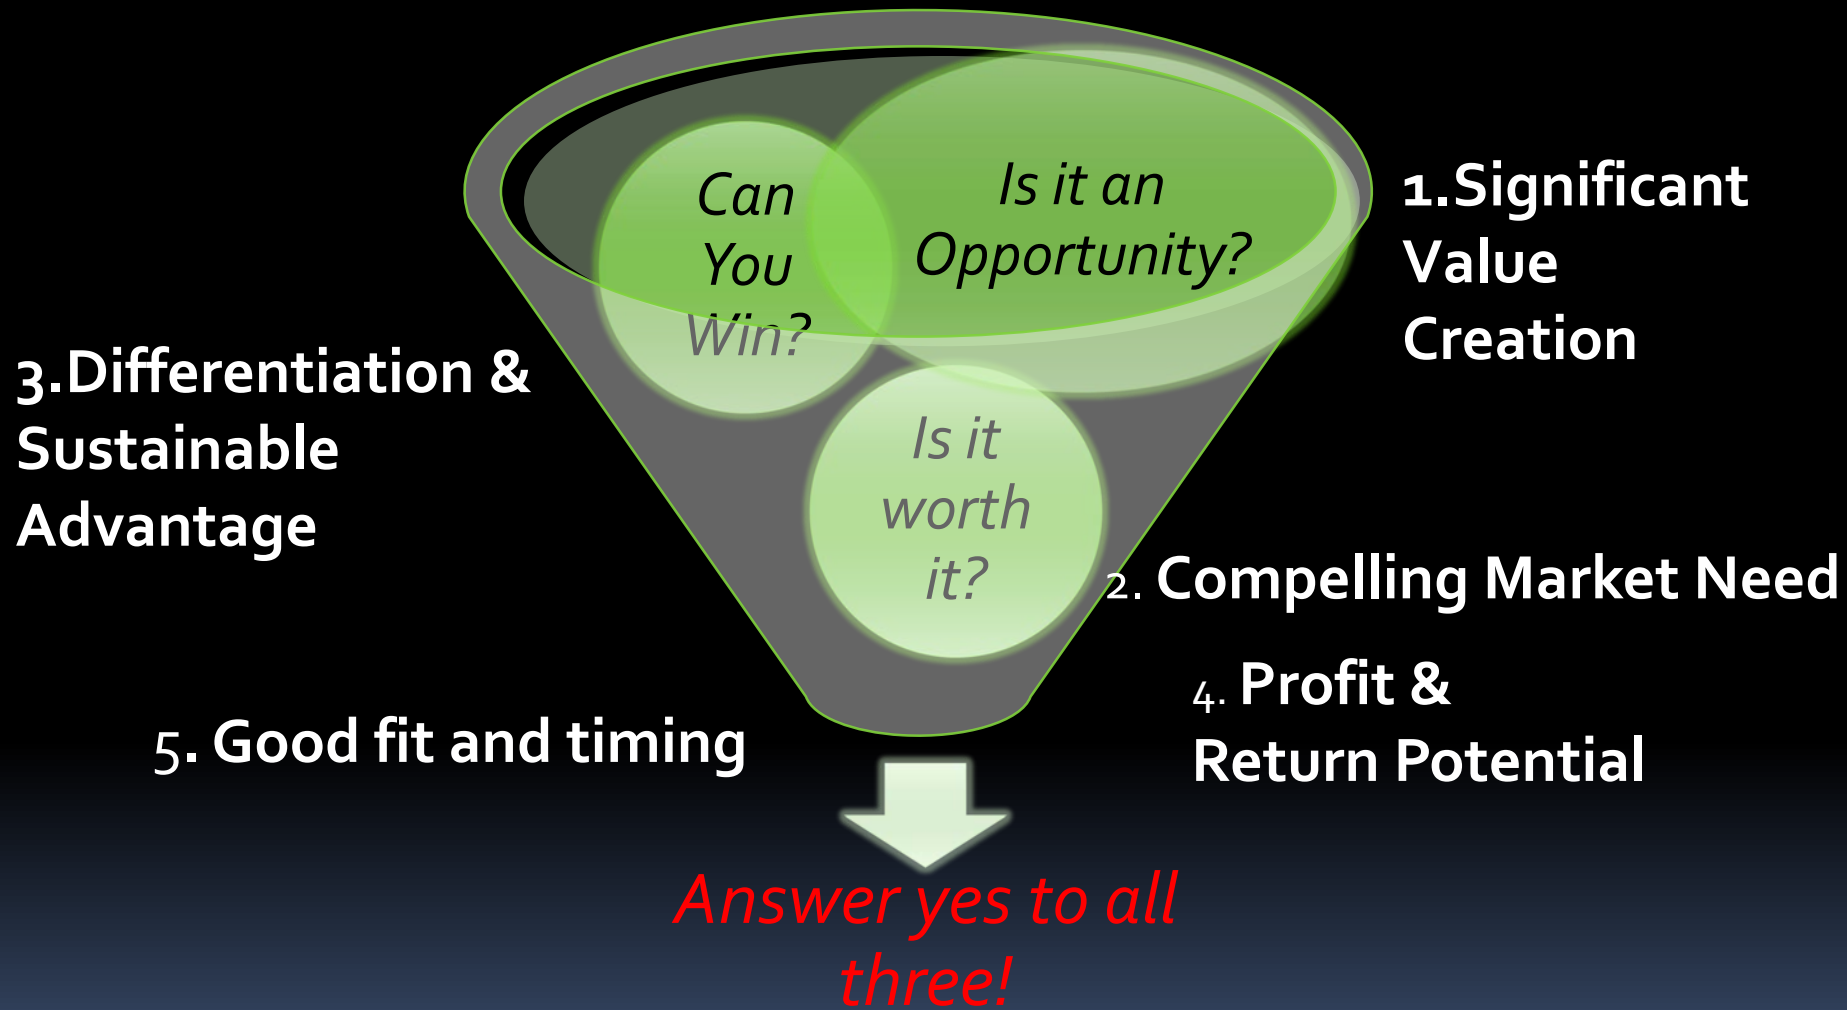 Can
You
Win?
Is it an
Opportunity?
Is it
worth
it?
1.Significant
Value
Creation
3.Differentiation &
Sustainable
Advantage
2. Compelling Market Need
4. Profit &
Return Potential
5. Good fit and timing
Answer yes to all
three!